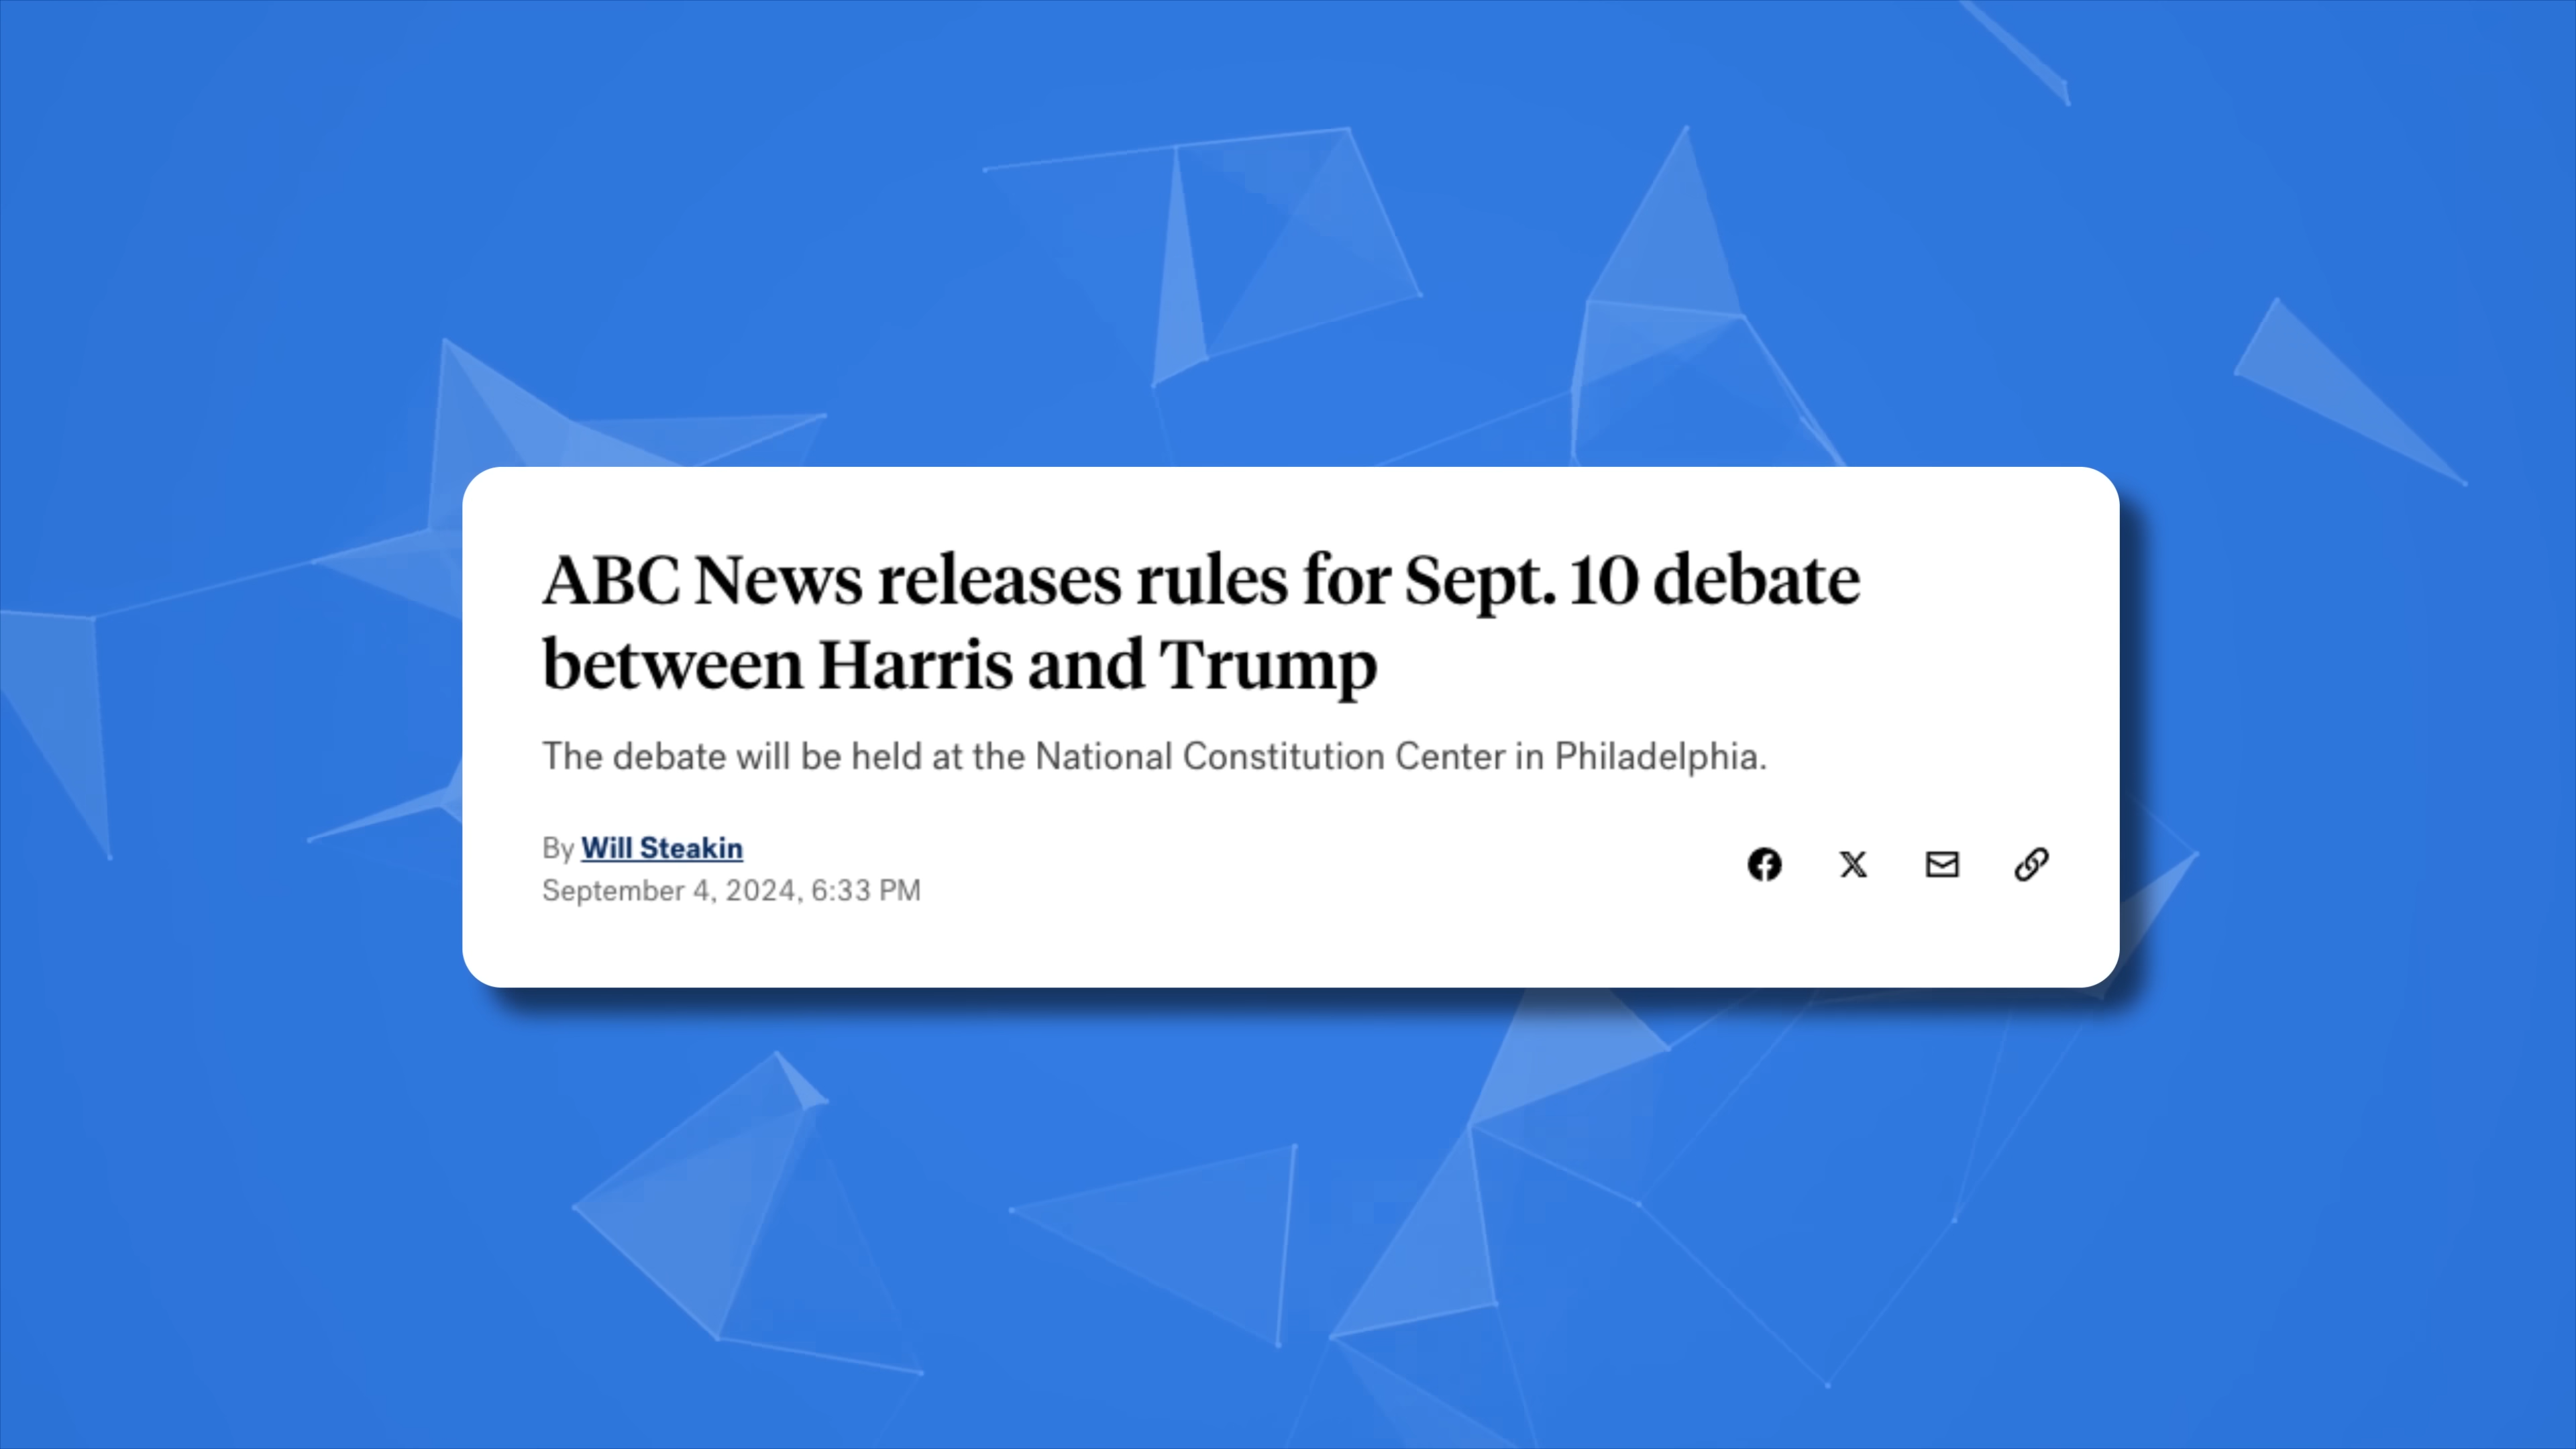 ABC News releases rules for Sept. 10 debate
between Harris and Trump
The debate will be held at the National Constitution Center in Philadelphia.
By Will Steakin
September 4, 2024, 6:33 PM